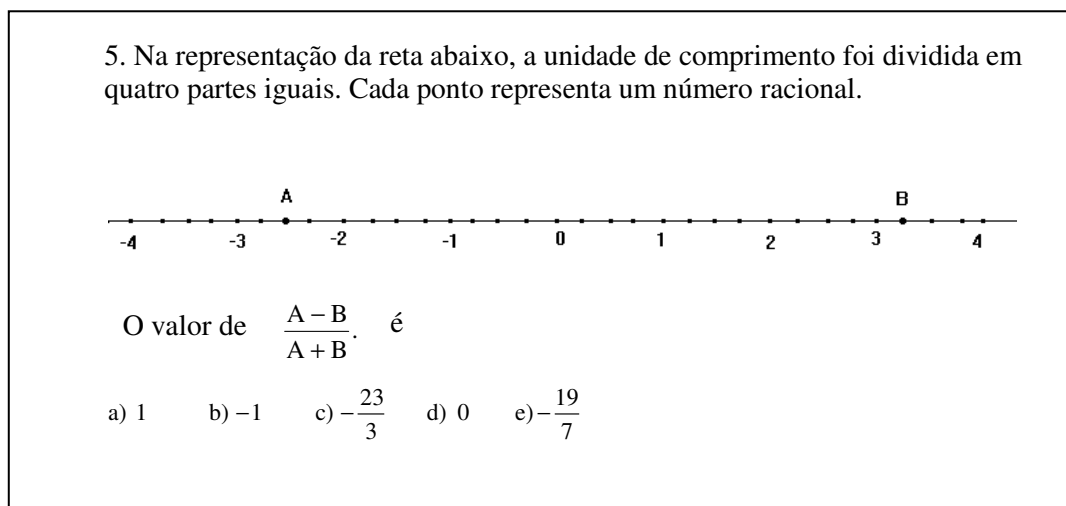 5. Na representação da reta abaixo, a unidade de comprimento foi dividida em
quatro partes iguais. Cada ponto representa um número racional.
A B
-4 -3 -2 -1 0 1 2 3 4
O valor de (A − B)/(A + B). é
a) 1 b) −1 c) −23/3 d) 0 e) −19/7